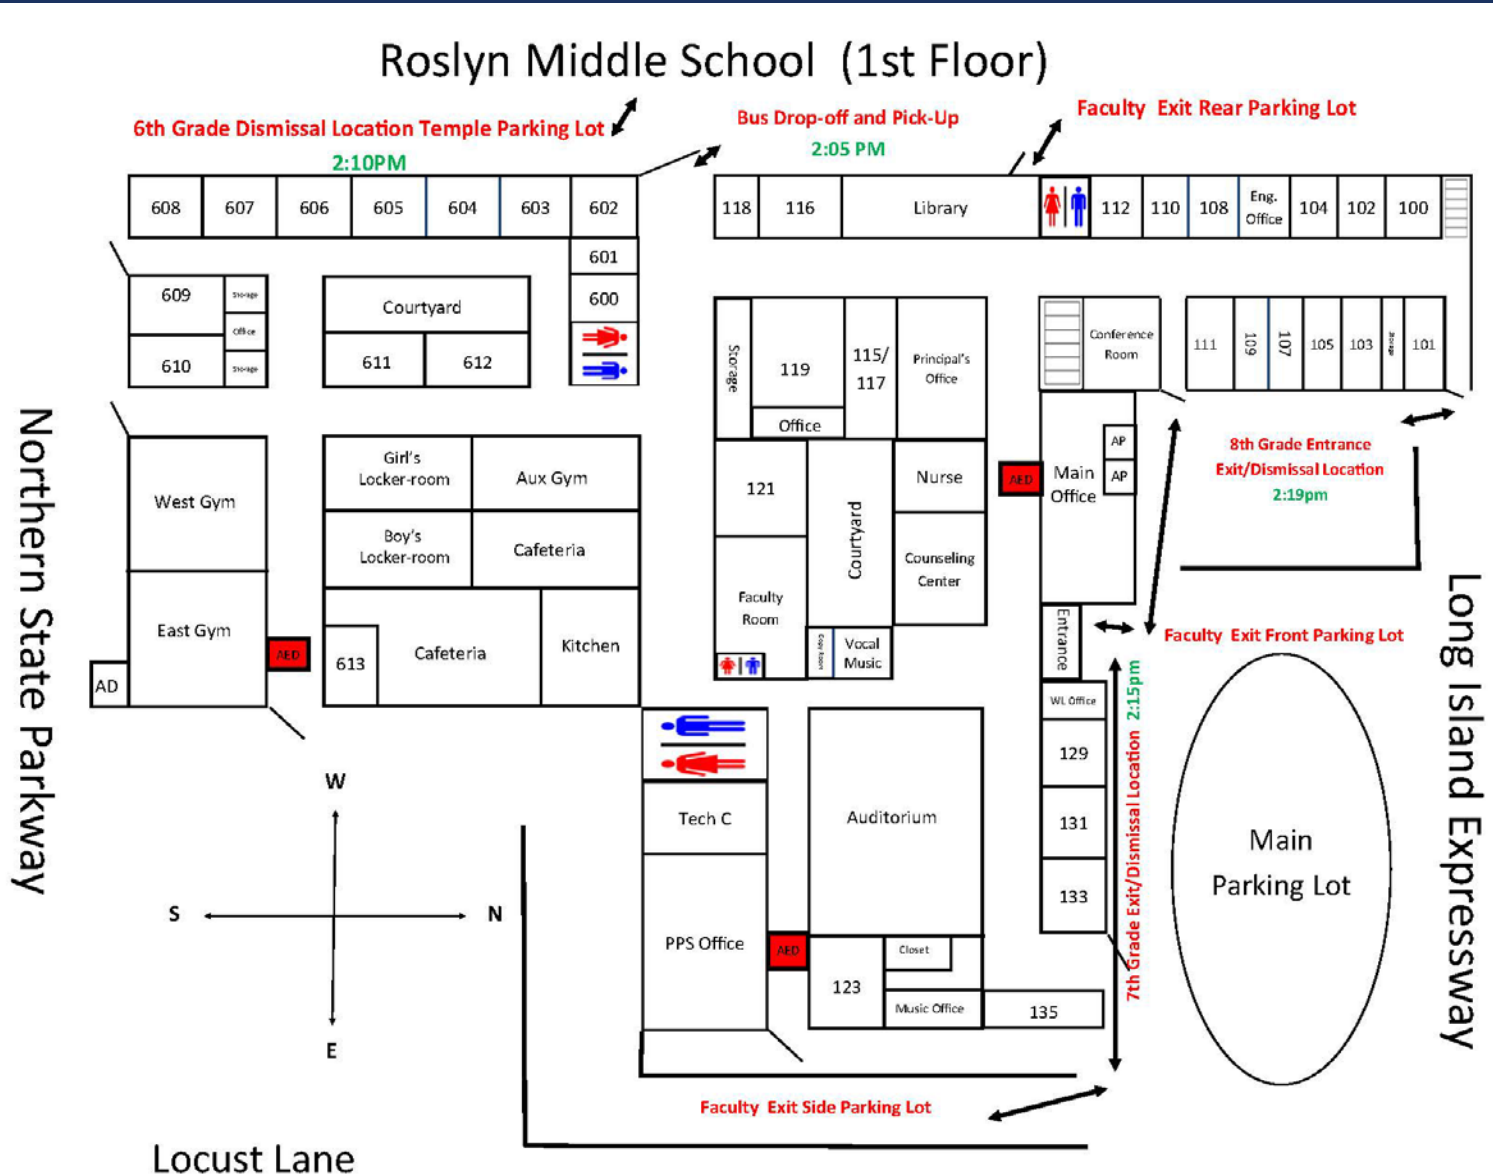 Roslyn Middle School (1st Floor)
6th Grade Dismissal Location Temple Parking Lot
2:10PM
Bus Drop-off and Pick-Up
2:05 PM
Faculty Exit Rear Parking Lot
608
607
606
605
604
603
602
118
116
Library
112
110
108
Eng.
Office
104
102
100
601
600
609
Storage
Office
Storage
610
Courtyard
611
612
Storage
119
Office
115/
117
Principal's
Office
Conference
Room
111
109
107
105
103
Storage
101
8th Grade Entrance
Exit/Dismissal Location
2:19pm
Northern State Parkway
West Gym
East Gym
AD
AED
Girl's
Locker-room
Aux Gym
Boy's
Locker-room
Cafeteria
613
Cafeteria
Kitchen
121
Courtyard
Nurse
Counseling
Center
Faculty
Room
Copy Room
Vocal
Music
AED
Main
Office
AP
AP
Entrance
Faculty Exit Front Parking Lot
Long Island Expressway
WL Office
129
131
133
7th Grade Exit/Dismissal Location 2:15pm
Main
Parking Lot
Tech C
PPS Office
AED
Auditorium
123
Closet
Music Office
135
W
S
N
E
Faculty Exit Side Parking Lot
Locust Lane